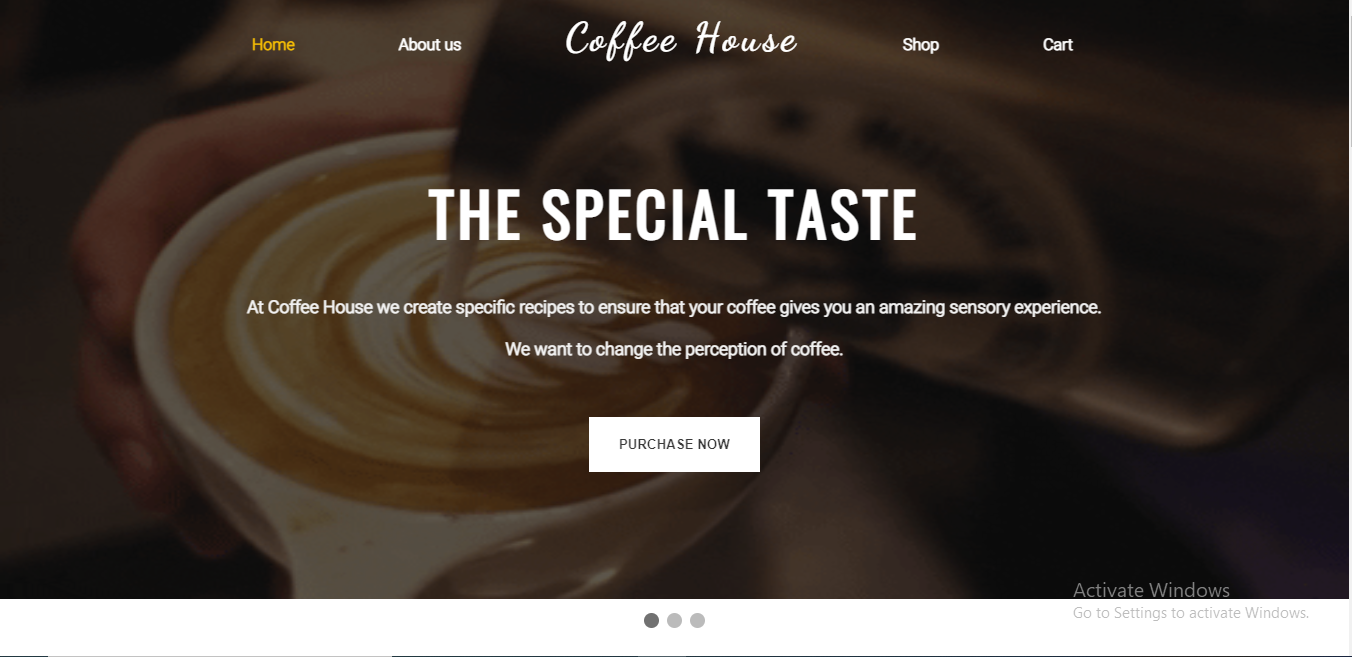 Home About us Coffee House Shop Cart
THE SPECIAL TASTE
At Coffee House we create specific recipes to ensure that your coffee gives you an amazing sensory experience.
We want to change the perception of coffee.
PURCHASE NOW
Activate Windows
Go to Settings to activate Windows.